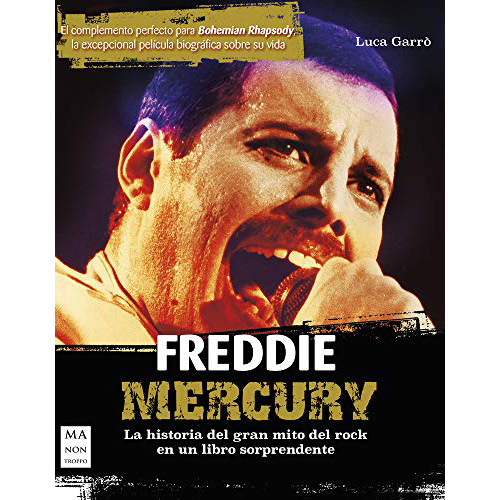 El complemento perfecto para Bohemian Rhapsody,
la excepcional película biográfica sobre su vida
Luca Garrò
FREDDIE
MERCURY
La historia del gran mito del rock
en un libro sorprendente
MA
NON
TROPPO